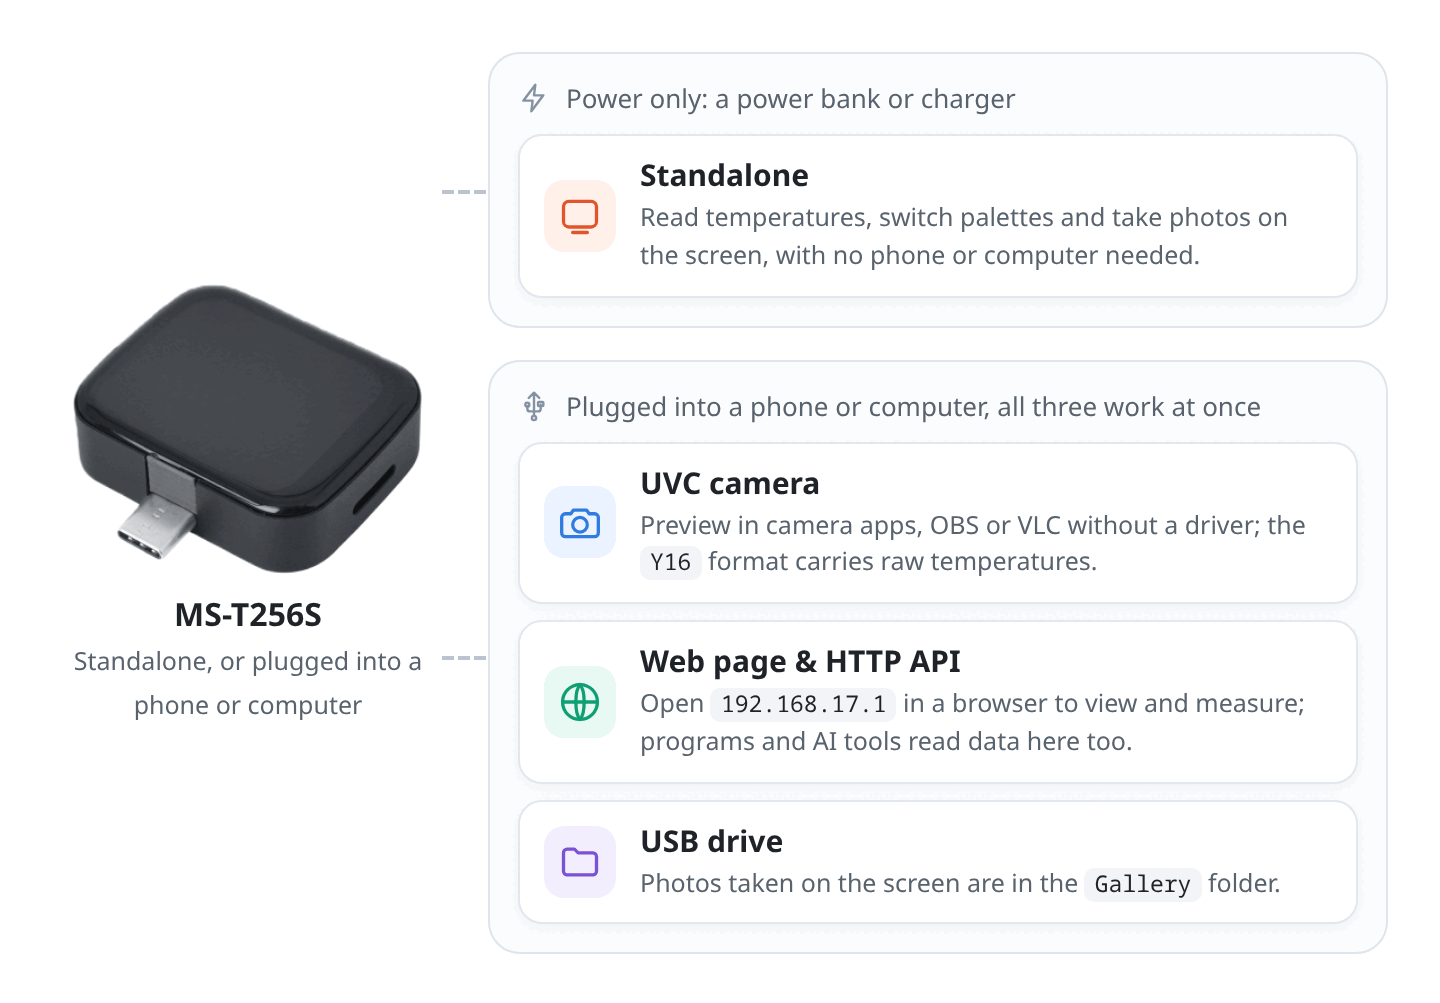 Power only: a power bank or charger
Standalone
Read temperatures, switch palettes and take photos on
the screen, with no phone or computer needed.
MS-T256S
Standalone, or plugged into a
phone or computer
Plugged into a phone or computer, all three work at once
UVC camera
Preview in camera apps, OBS or VLC without a driver; the
Y16 format carries raw temperatures.
Web page & HTTP API
Open 192.168.17.1 in a browser to view and measure;
programs and AI tools read data here too.
USB drive
Photos taken on the screen are in the Gallery folder.